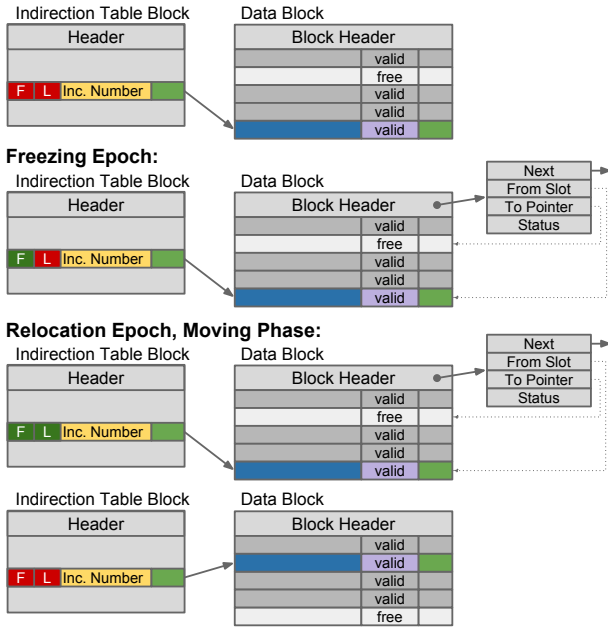 Indirection Table Block Data Block
Header Block Header
valid
free
F L Inc. Number valid
valid
valid
Freezing Epoch:
Indirection Table Block Data Block Next
Header Block Header From Slot
To Pointer
valid Status
free
F L Inc. Number valid
valid
valid
Relocation Epoch, Moving Phase:
Indirection Table Block Data Block Next
Header Block Header From Slot
To Pointer
valid Status
free
F L Inc. Number valid
valid
valid
Indirection Table Block Data Block
Header Block Header
valid
valid
F L Inc. Number valid
valid
free